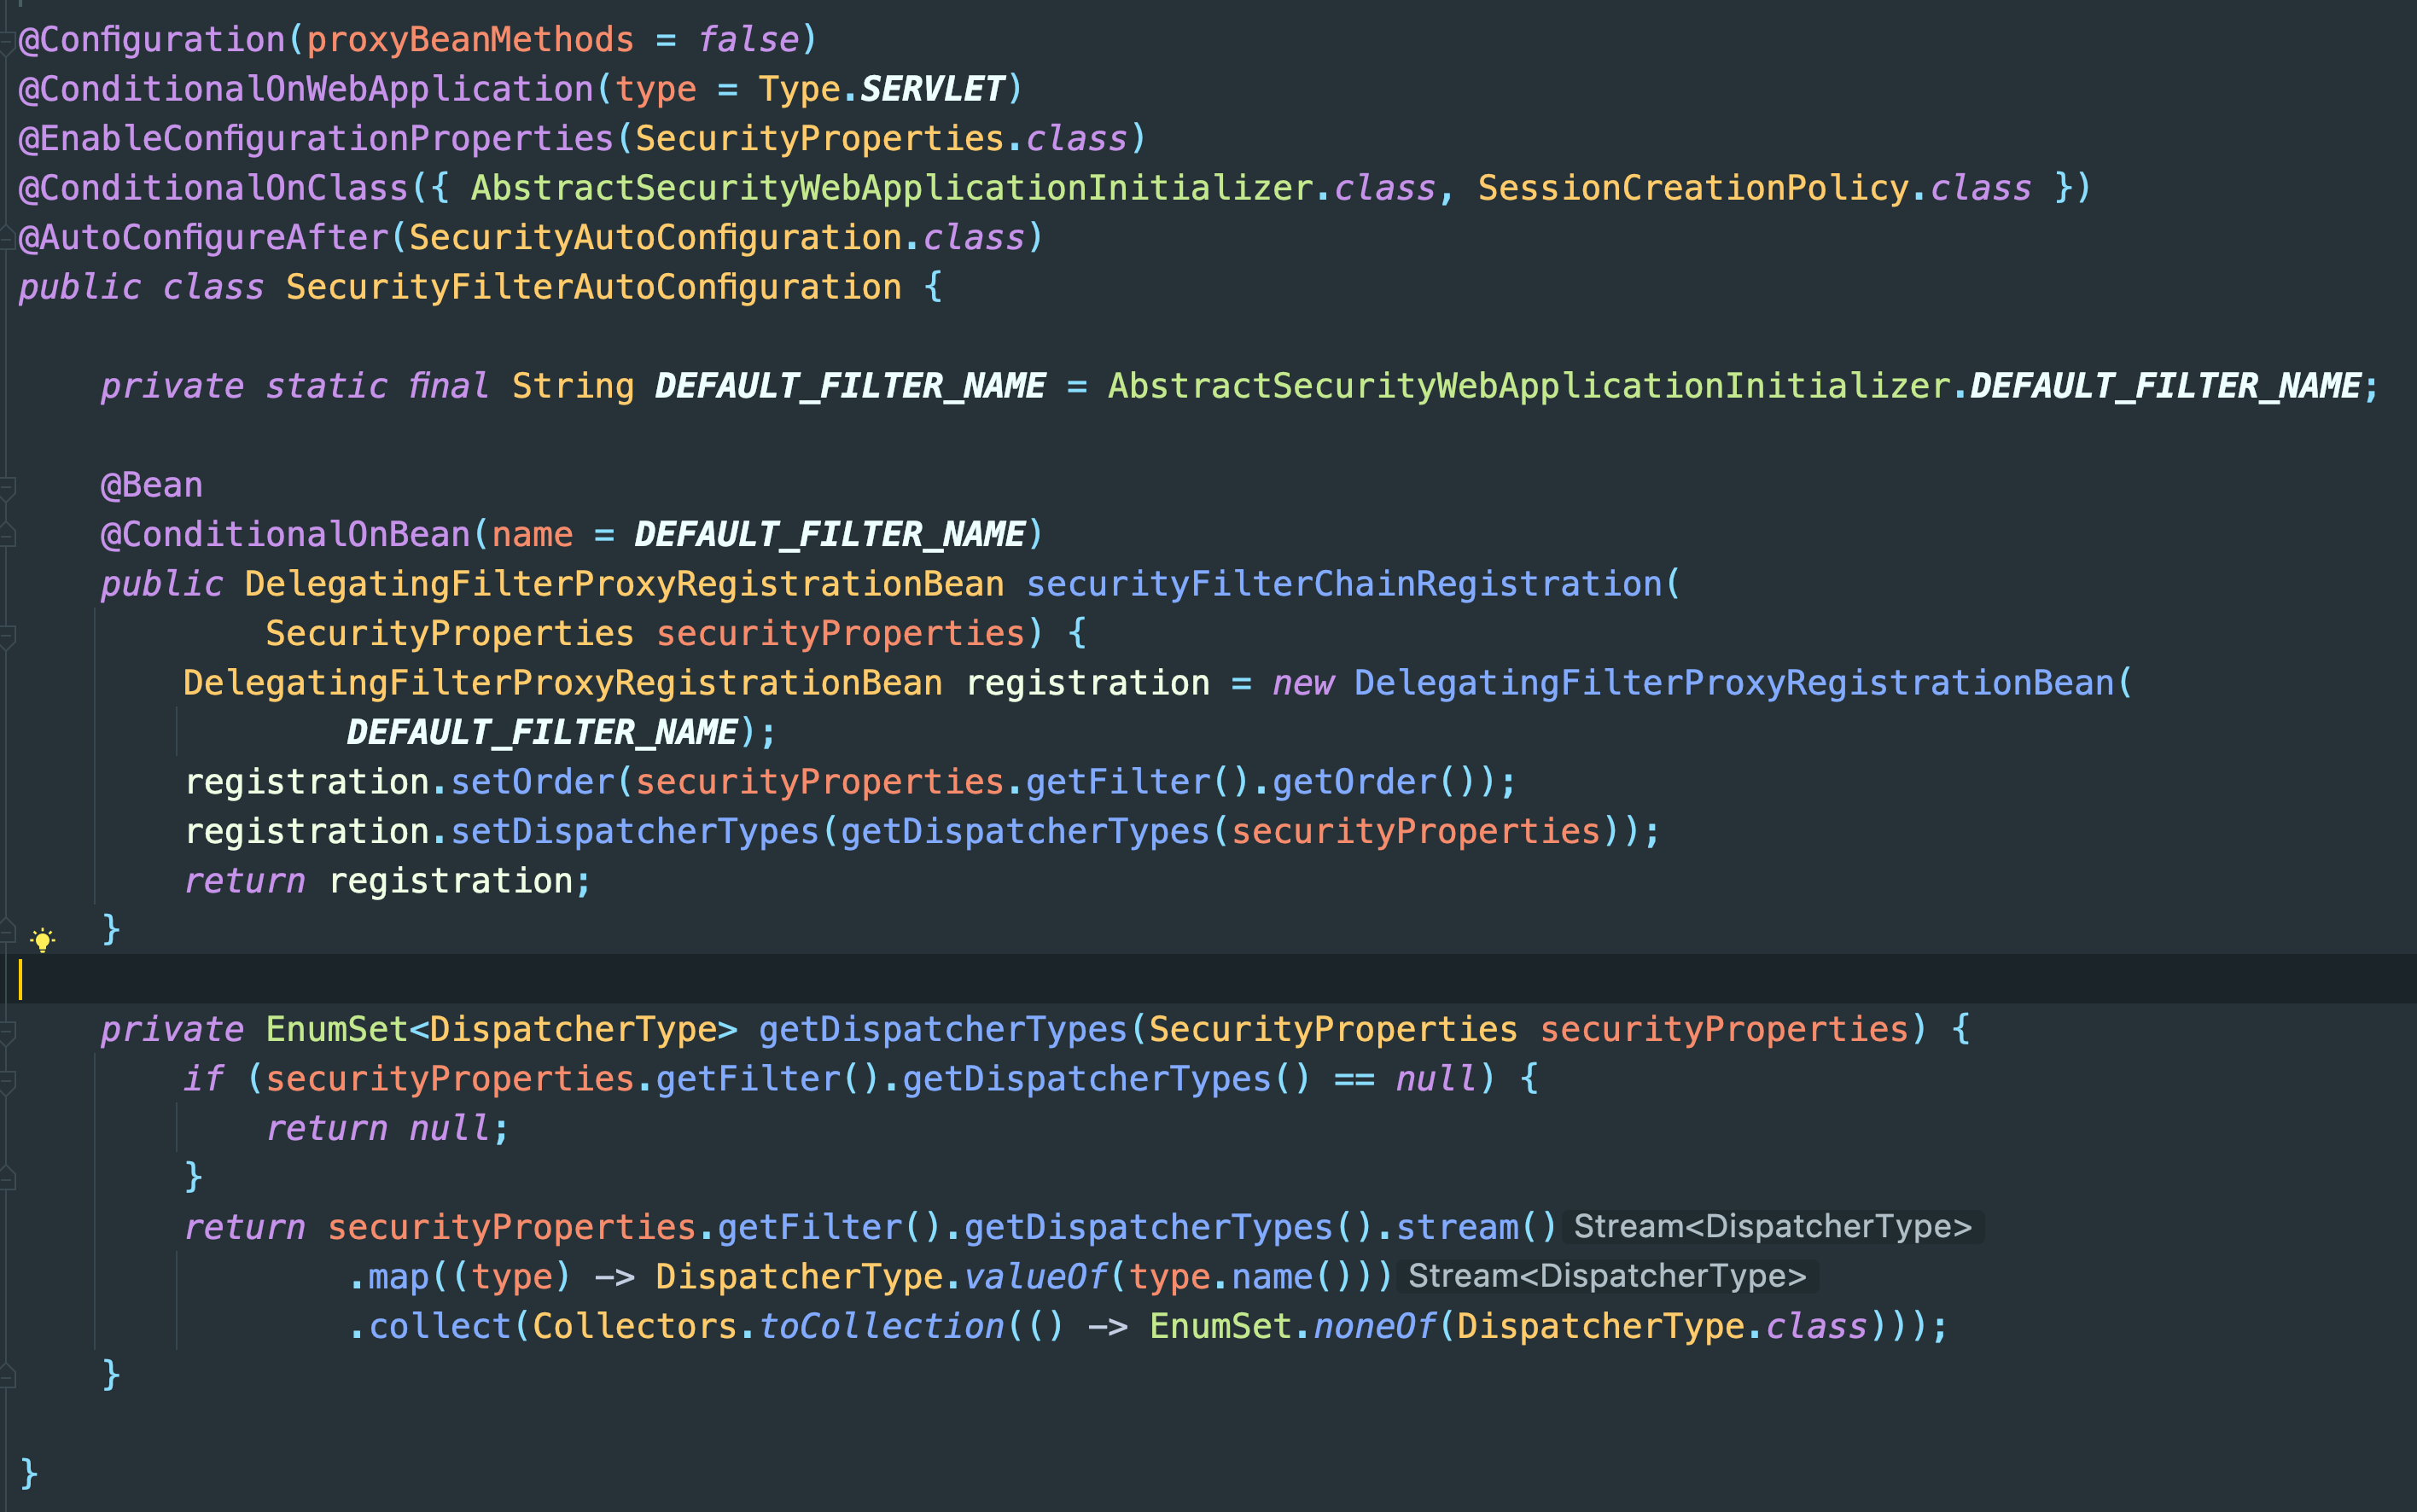 @Configuration(proxyBeanMethods = false)
@ConditionalOnWebApplication(type = Type.SERVLET)
@EnableConfigurationProperties(SecurityProperties.class)
@ConditionalOnClass({ AbstractSecurityWebApplicationInitializer.class, SessionCreationPolicy.class })
@AutoConfigureAfter(SecurityAutoConfiguration.class)
public class SecurityFilterAutoConfiguration {
private static final String DEFAULT_FILTER_NAME = AbstractSecurityWebApplicationInitializer.DEFAULT_FILTER_NAME;
@Bean
@ConditionalOnBean(name = DEFAULT_FILTER_NAME)
public DelegatingFilterProxyRegistrationBean securityFilterChainRegistration(
SecurityProperties securityProperties) {
DelegatingFilterProxyRegistrationBean registration = new DelegatingFilterProxyRegistrationBean(
DEFAULT_FILTER_NAME);
registration.setOrder(securityProperties.getFilter().getOrder());
registration.setDispatcherTypes(getDispatcherTypes(securityProperties));
return registration;
}
private EnumSet<DispatcherType> getDispatcherTypes(SecurityProperties securityProperties) {
if (securityProperties.getFilter().getDispatcherTypes() == null) {
return null;
}
return securityProperties.getFilter().getDispatcherTypes().stream() Stream<DispatcherType>
.map((type) -> DispatcherType.valueOf(type.name())) Stream<DispatcherType>
.collect(Collectors.toCollection(() -> EnumSet.noneOf(DispatcherType.class)));
}
}